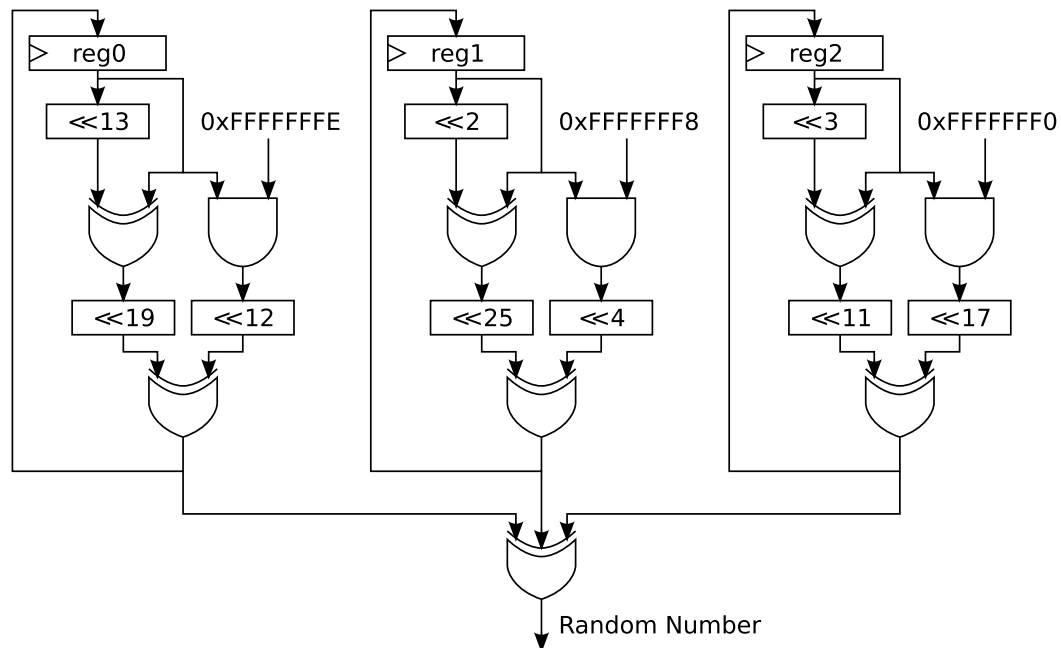 reg0 reg1 reg2
<<13 0xFFFFFFFE <<2 0xFFFFFFF8 <<3 0xFFFFFFF0
<<19 <<12 <<25 <<4 <<11 <<17
Random Number